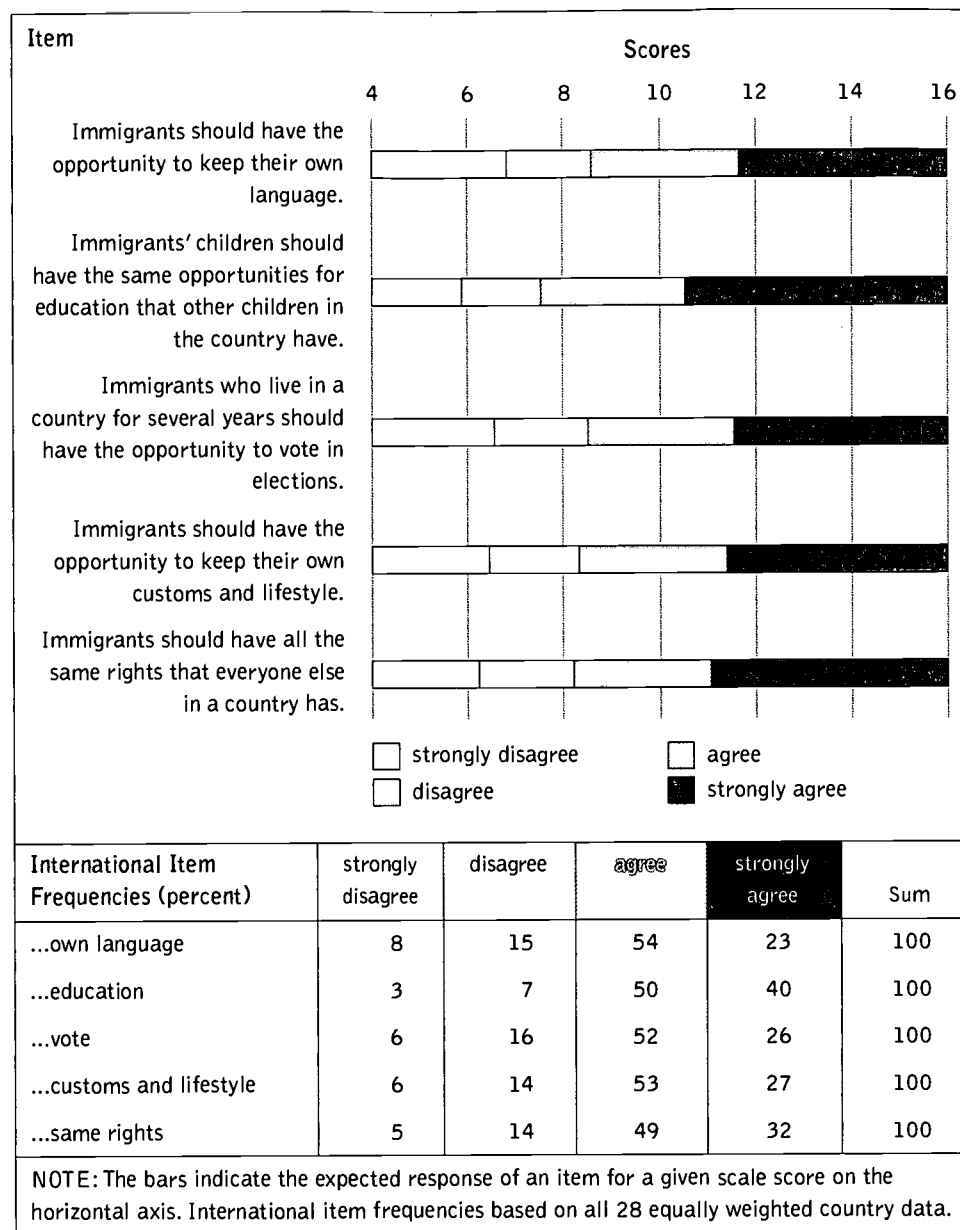 Item
Scores
4 6 8 10 12 14 16
Immigrants should have the
opportunity to keep their own
language.
Immigrants' children should
have the same opportunities for
education that other children in
the country have.
Immigrants who live in a
country for several years should
have the opportunity to vote in
elections.
Immigrants should have the
opportunity to keep their own
customs and lifestyle.
Immigrants should have all the
same rights that everyone else
in a country has.
strongly disagree agree
disagree strongly agree
International Item Frequencies (percent) strongly disagree disagree agree strongly agree Sum
...own language 8 15 54 23 100
...education 3 7 50 40 100
...vote 6 16 52 26 100
...customs and lifestyle 6 14 53 27 100
...same rights 5 14 49 32 100
NOTE: The bars indicate the expected response of an item for a given scale score on the
horizontal axis. International item frequencies based on all 28 equally weighted country data.